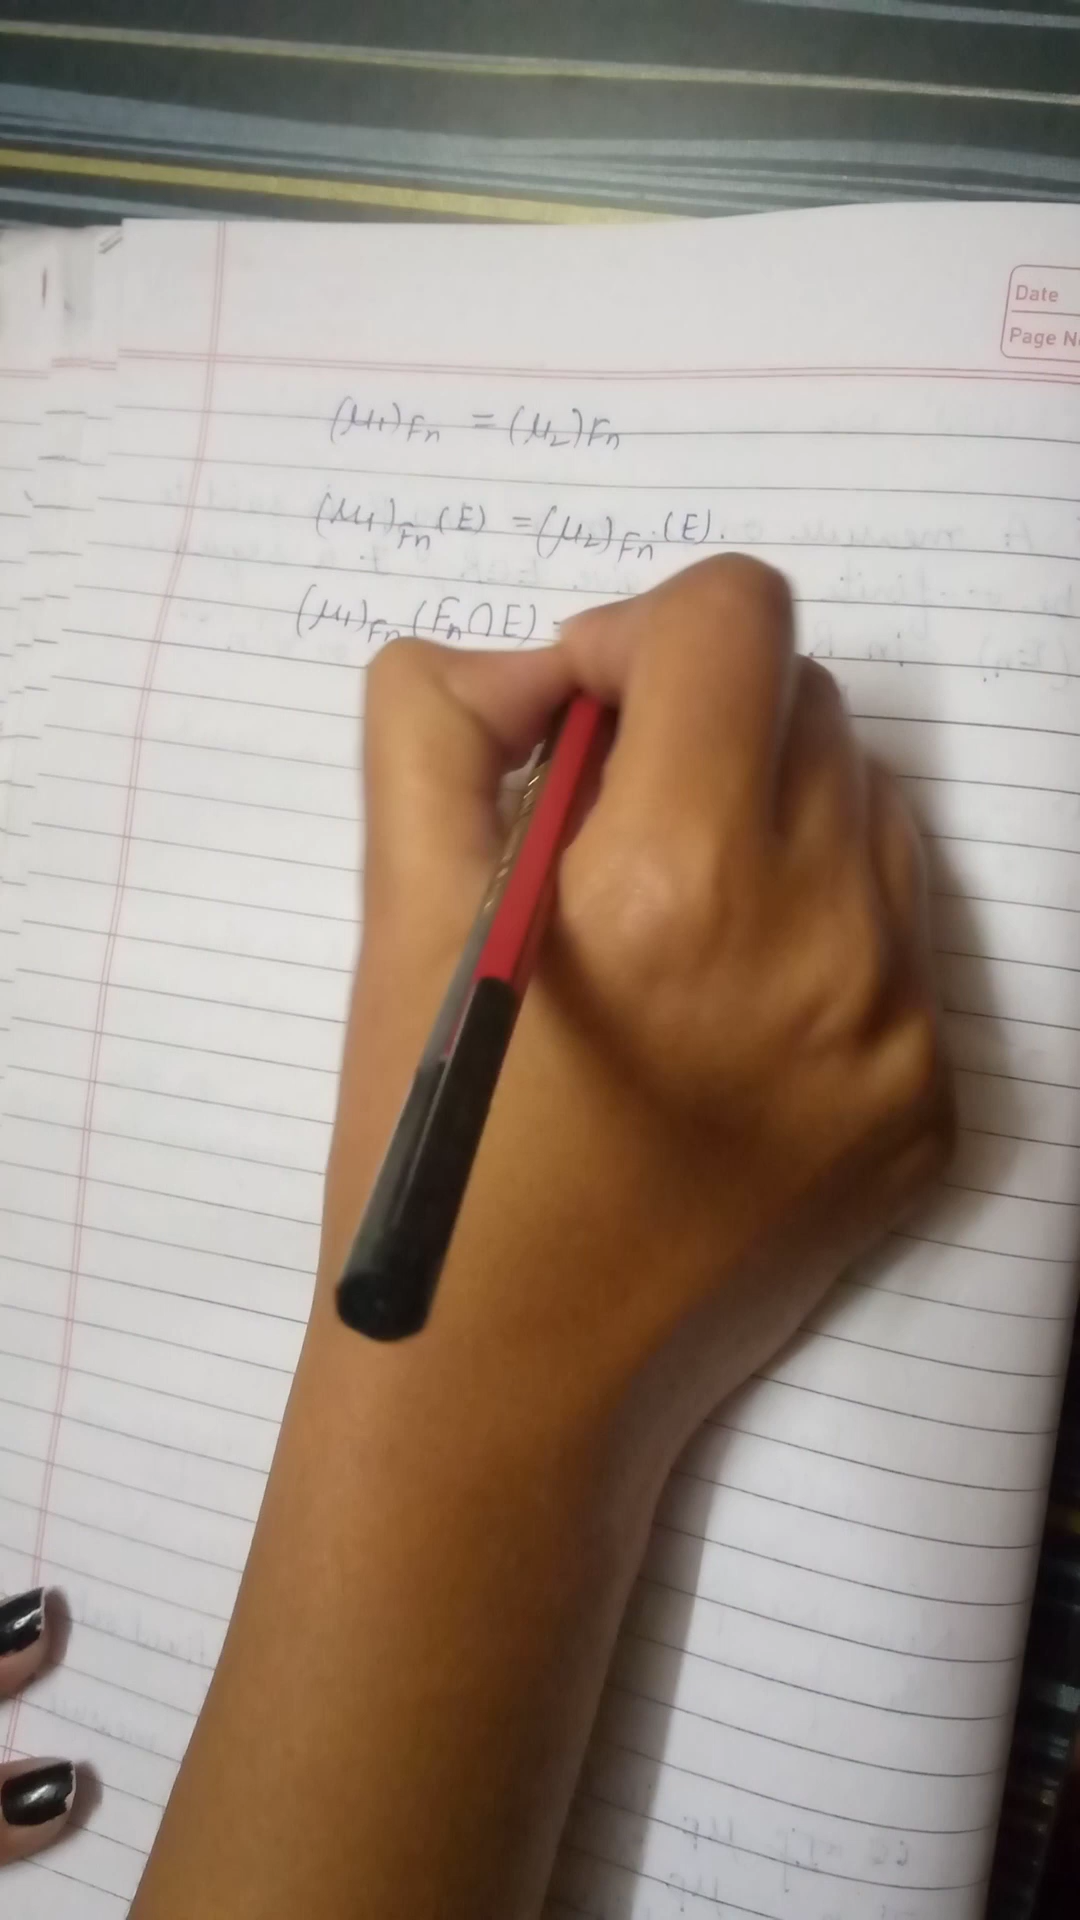 Date
Page N
(μ1)Fn = (μ2)Fn
(μ1)Fn (E) = (μ2)Fn (E).
(μ1)Fn (Fn∩E) =